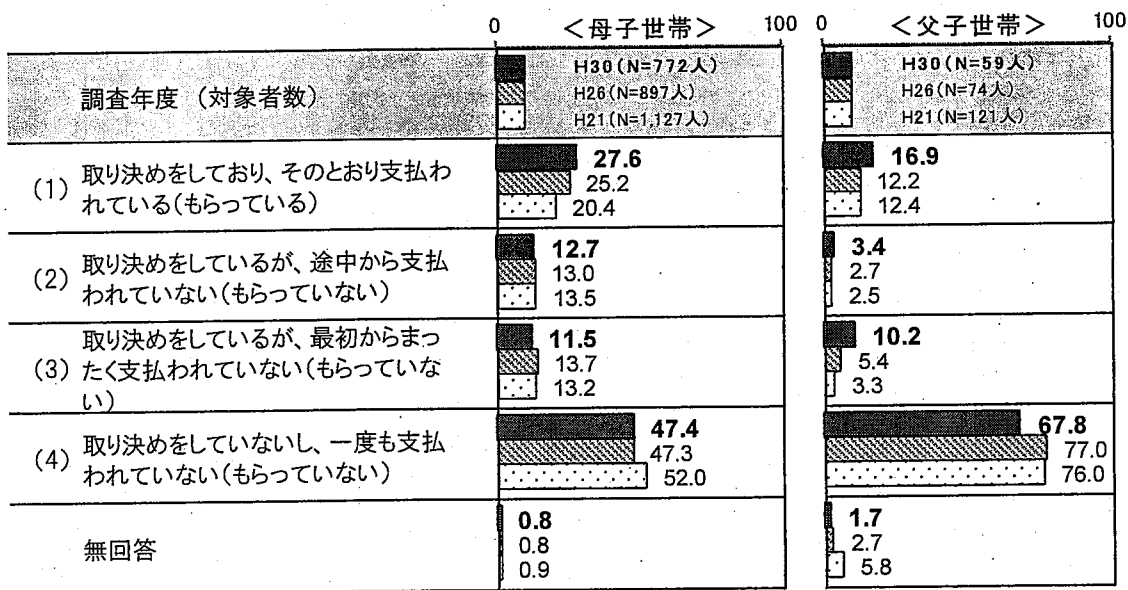 0 <母子世帯> 100 0 <父子世帯> 100
調査年度 (対象者数)
H30(N=772人)
H26(N=897人)
H21(N=1,127人)
H30(N=59人)
H26(N=74人)
H21(N=121人)
(1) 取り決めをしており、そのとおり支払わ
れている(もらっている)
27.6
25.2
20.4
16.9
12.2
12.4
(2) 取り決めをしているが、途中から支払
われていない(もらっていない)
12.7
13.0
13.5
3.4
2.7
2.5
(3) 取り決めをしているが、最初からまっ
たく支払われていない(もらっていな
い)
11.5
13.7
13.2
10.2
5.4
3.3
(4) 取り決めをしていないし、一度も支払
われていない(もらっていない)
47.4
47.3
52.0
67.8
77.0
76.0
無回答
0.8
0.8
0.9
1.7
2.7
5.8